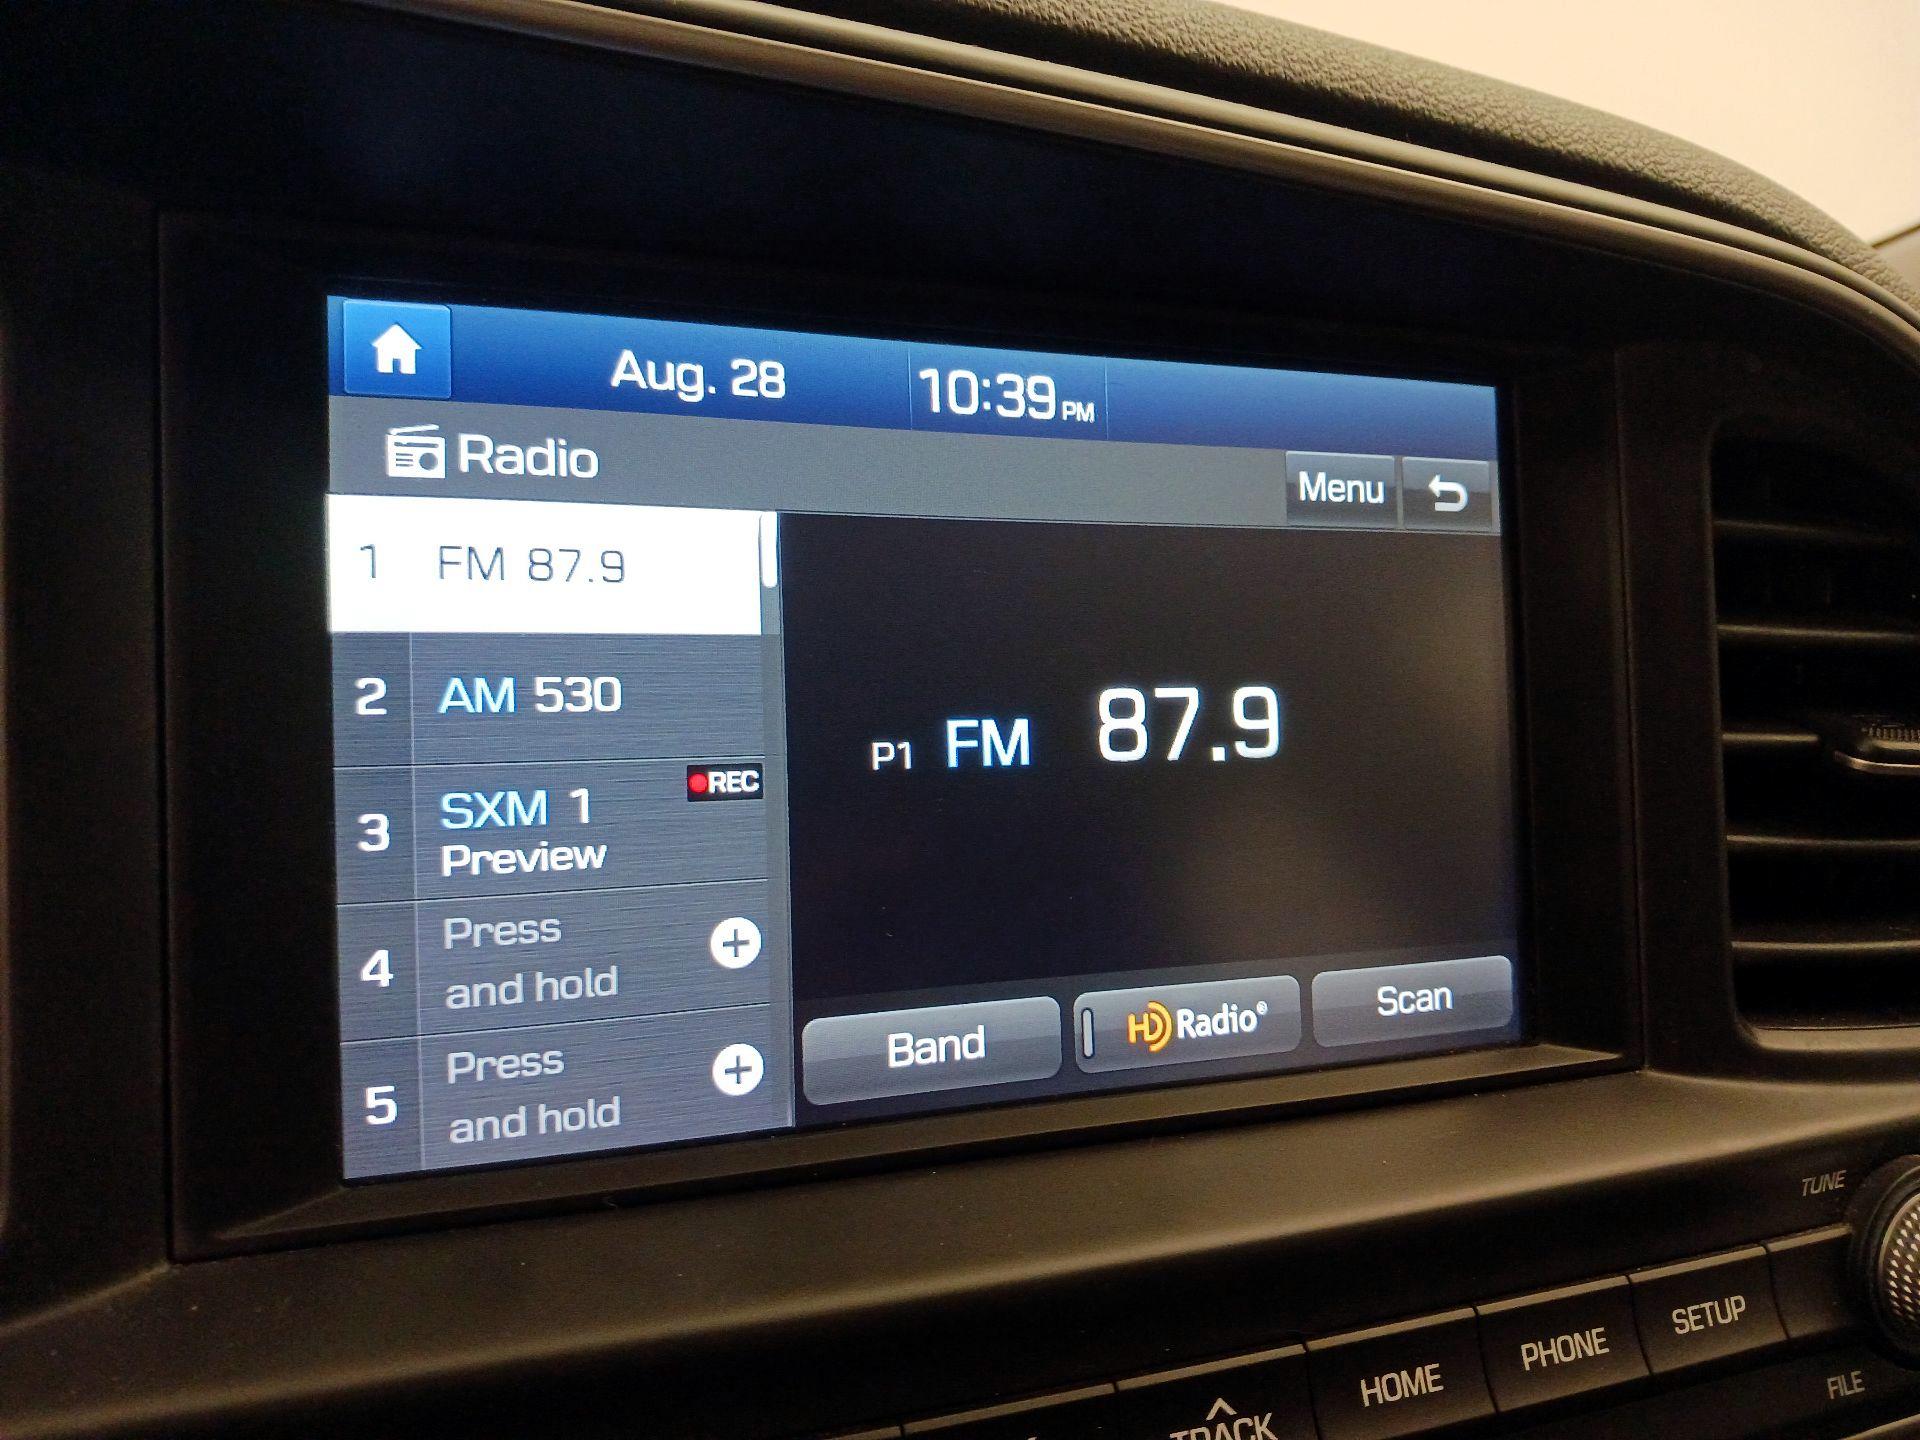 Aug. 28 10:39 PM
Radio
Menu
1 FM 87.9
2 AM 530
3 SXM 1 REC
Preview
4 Press
and hold
5 Press
and hold
P1 FM 87.9
Band HD Radio® Scan
TUNE
TRACK HOME PHONE SETUP
FILE